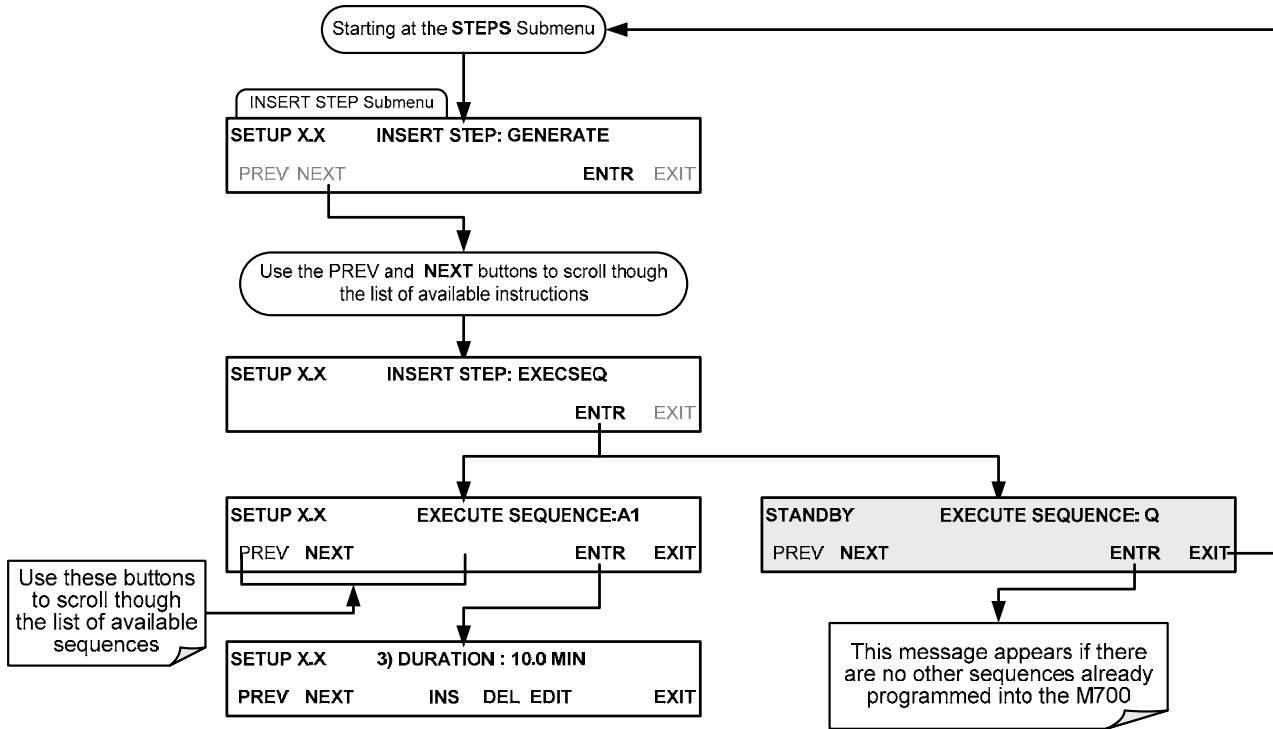 Starting at the STEPS Submenu
INSERT STEP Submenu
SETUP X.X INSERT STEP: GENERATE
PREV NEXT ENTR EXIT
Use the PREV and NEXT buttons to scroll though
the list of available instructions
SETUP X.X INSERT STEP: EXECSEQ
ENTR EXIT
SETUP X.X EXECUTE SEQUENCE:A1
PREV NEXT ENTR EXIT
STANDBY EXECUTE SEQUENCE: Q
PREV NEXT ENTR EXIT
Use these buttons
to scroll though
the list of available
sequences
SETUP X.X 3) DURATION : 10.0 MIN
PREV NEXT INS DEL EDIT EXIT
This message appears if there
are no other sequences already
programmed into the M700